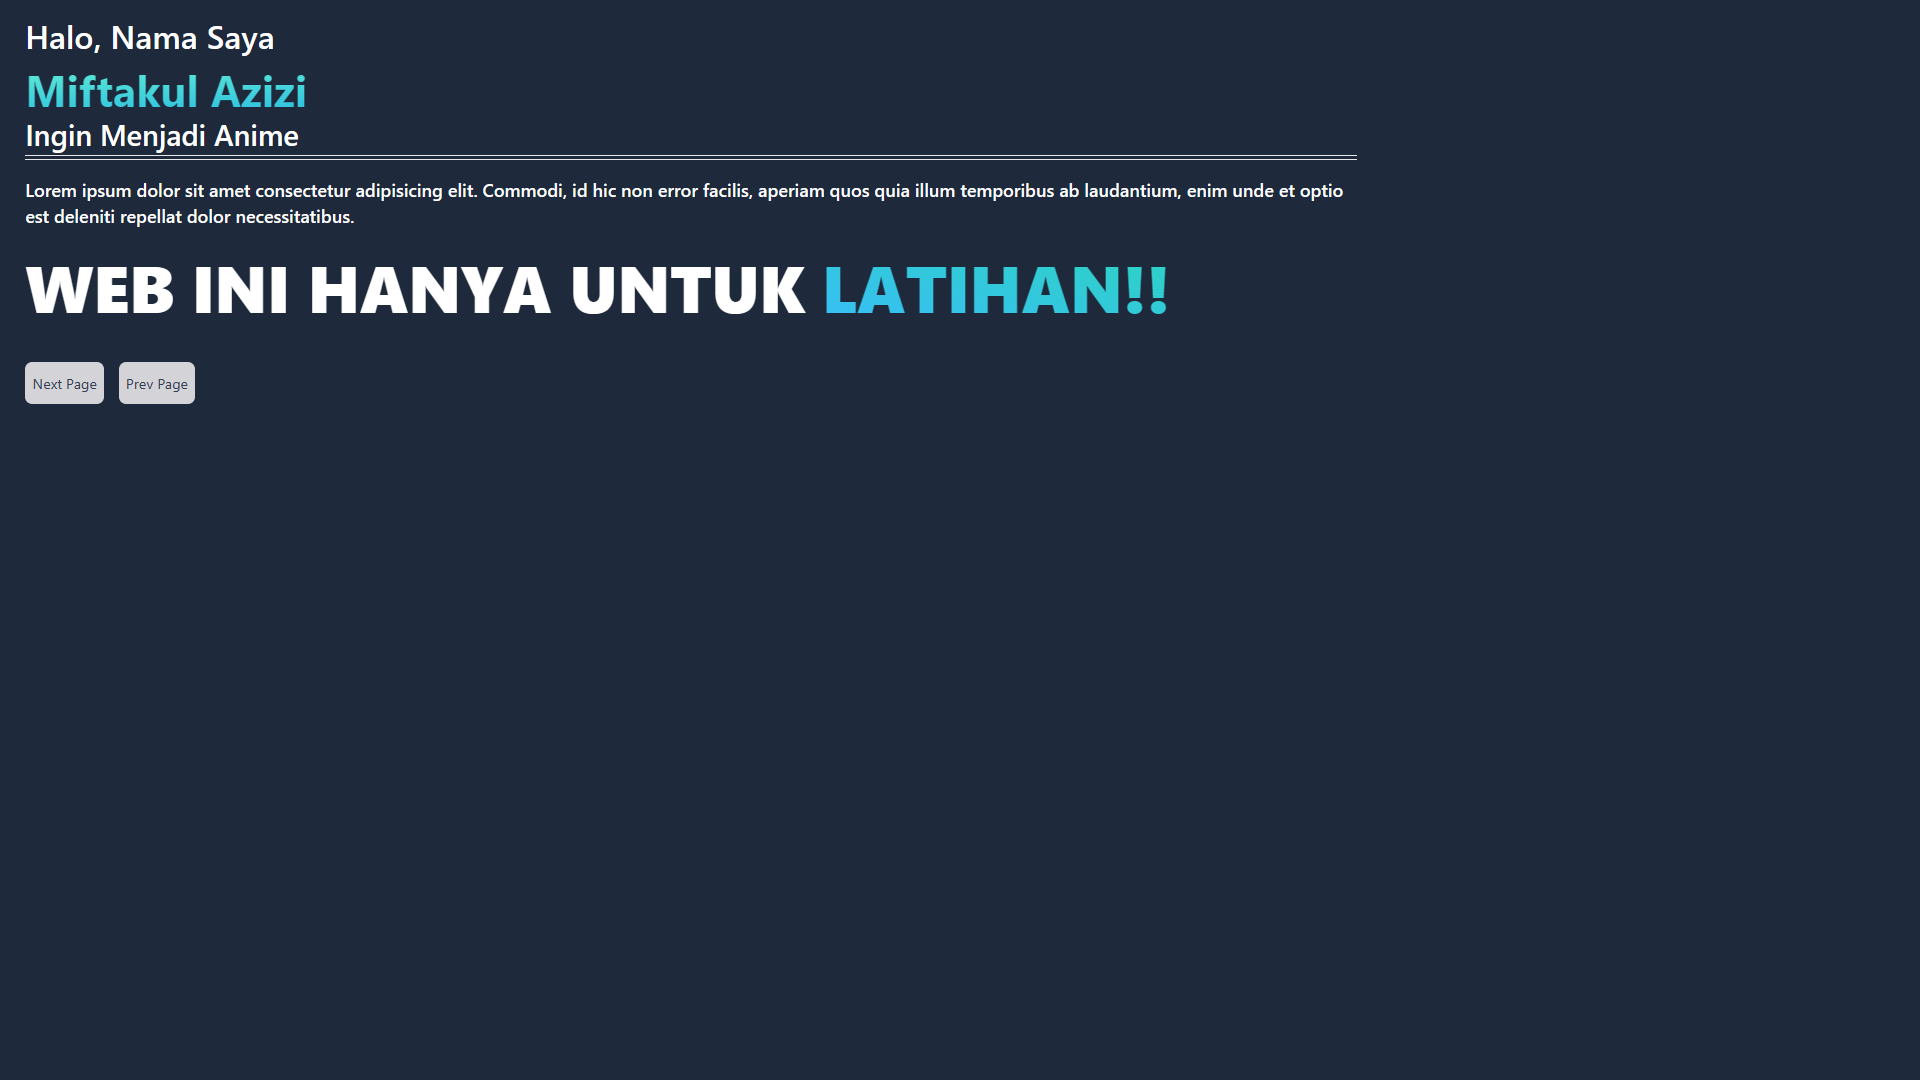 Halo, Nama Saya
Miftakul Azizi
Ingin Menjadi Anime
Lorem ipsum dolor sit amet consectetur adipisicing elit. Commodi, id hic non error facilis, aperiam quos quia illum temporibus ab laudantium, enim unde et optio
est deleniti repellat dolor necessitatibus.
WEB INI HANYA UNTUK LATIHAN!!
Next Page Prev Page